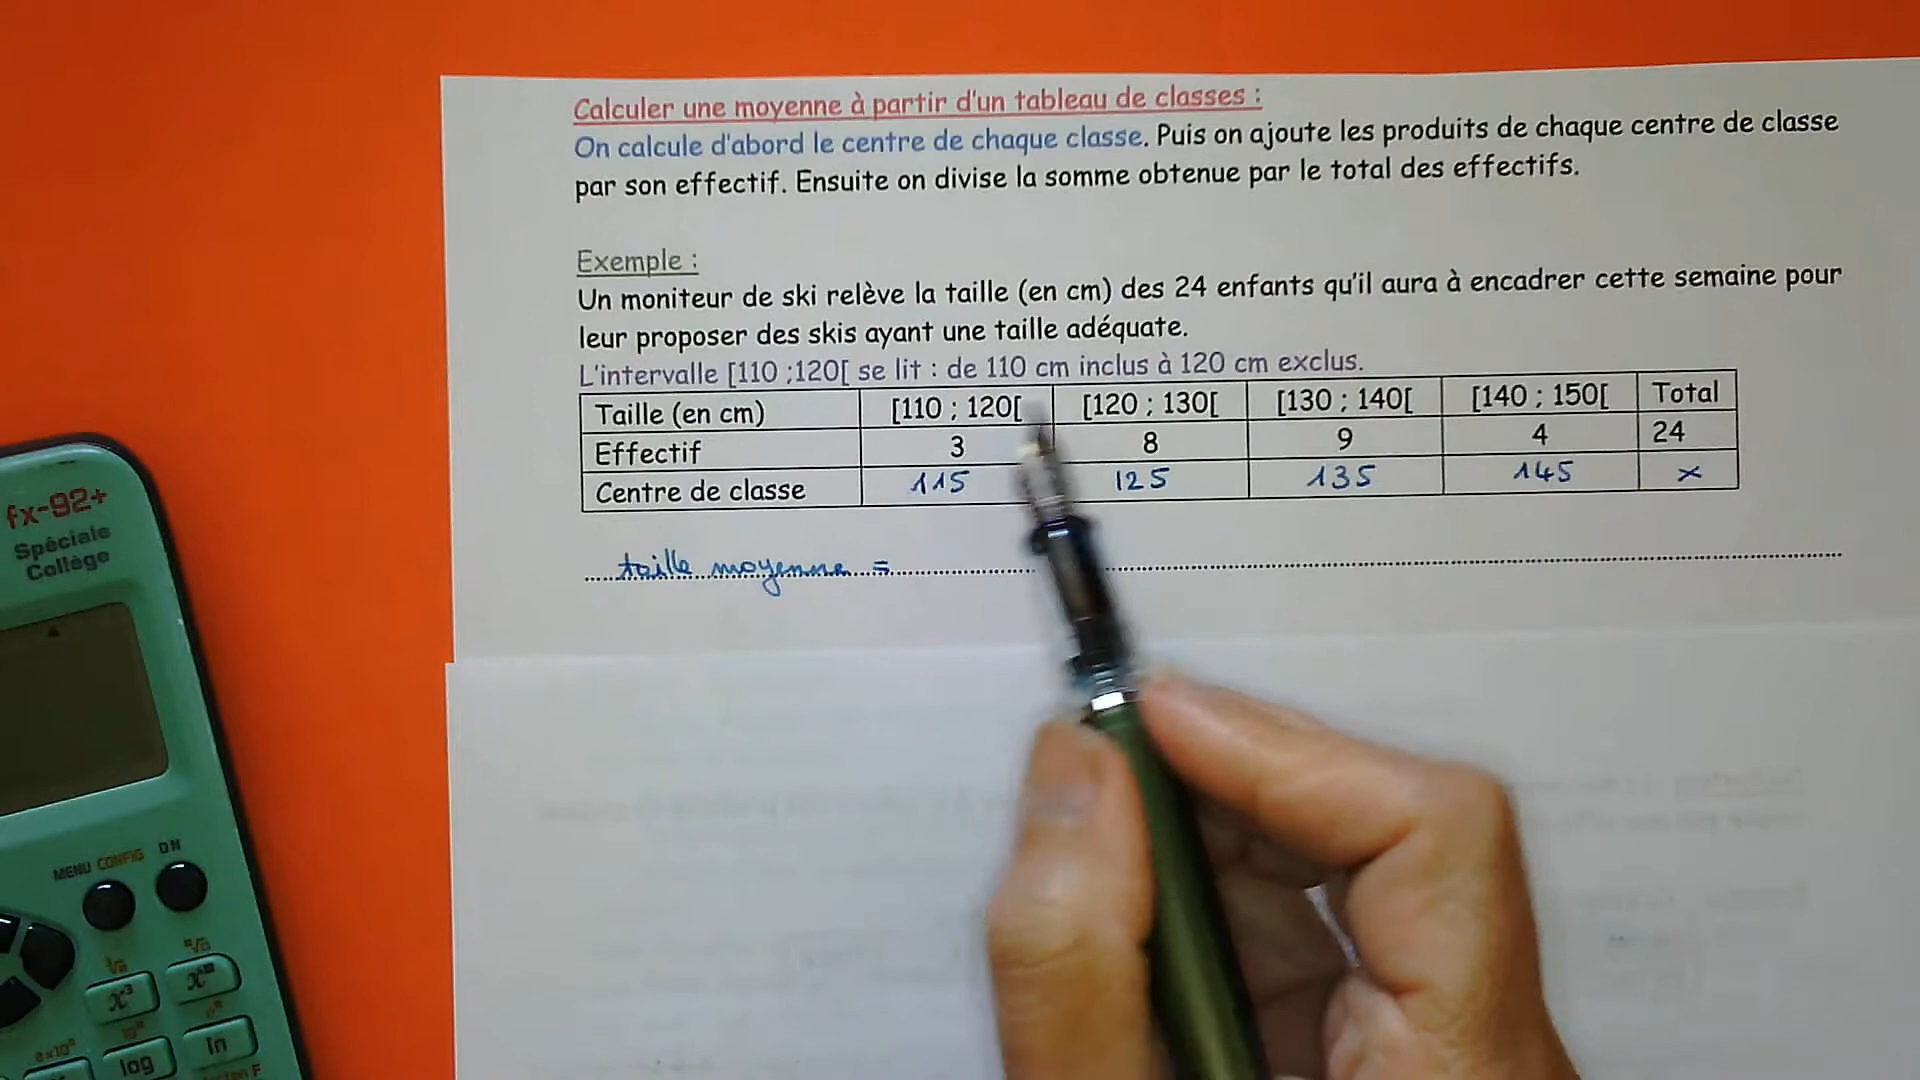 Calculer une moyenne à partir d'un tableau de classes :
On calcule d'abord le centre de chaque classe. Puis on ajoute les produits de chaque centre de classe
par son effectif. Ensuite on divise la somme obtenue par le total des effectifs.
Exemple :
Un moniteur de ski relève la taille (en cm) des 24 enfants qu'il aura à encadrer cette semaine pour
leur proposer des skis ayant une taille adéquate.
L'intervalle [110 ;120[ se lit : de 110 cm inclus à 120 cm exclus.
Taille (en cm) [110 ; 120[ [120 ; 130[ [130 ; 140[ [140 ; 150[ Total
Effectif 3 8 9 4 24
Centre de classe 115 125 135 145 x
taille moyenne =
fx-92+
Spéciale
Collège
MENU CONFIG ON
x³
log
ln